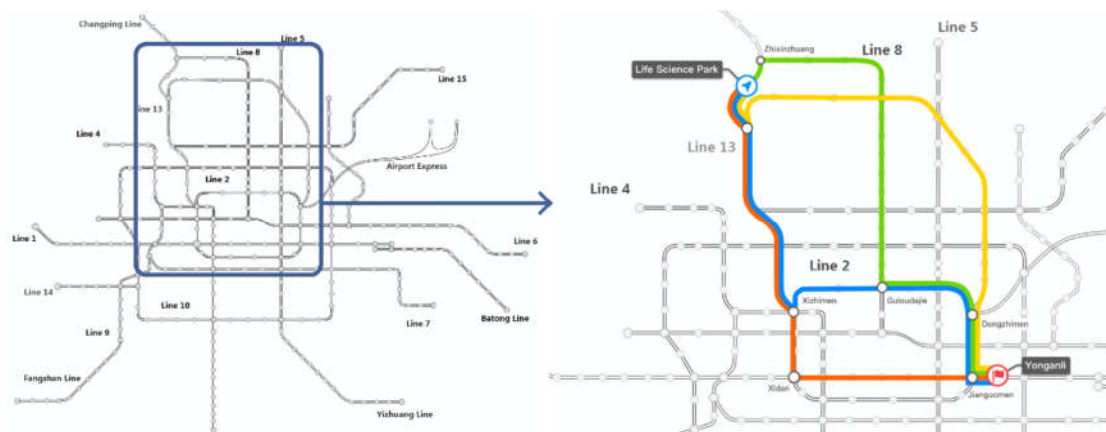 Changping Line
Line 8
Line 5
Line 15
ine 13
Line 4
Airport Express
Line 2
Line 1
Line 6
Line 14
Line 10
Line 7
Batong Line
Line 9
Fangshan Line
Yizhuang Line
Line 5
Zhixinzhuang
Line 8
Life Science Park
Line 13
Line 4
Line 2
Xizhimen
Guloudajie
Dongzhimen
Yonganli
Xidan
Jianguomen